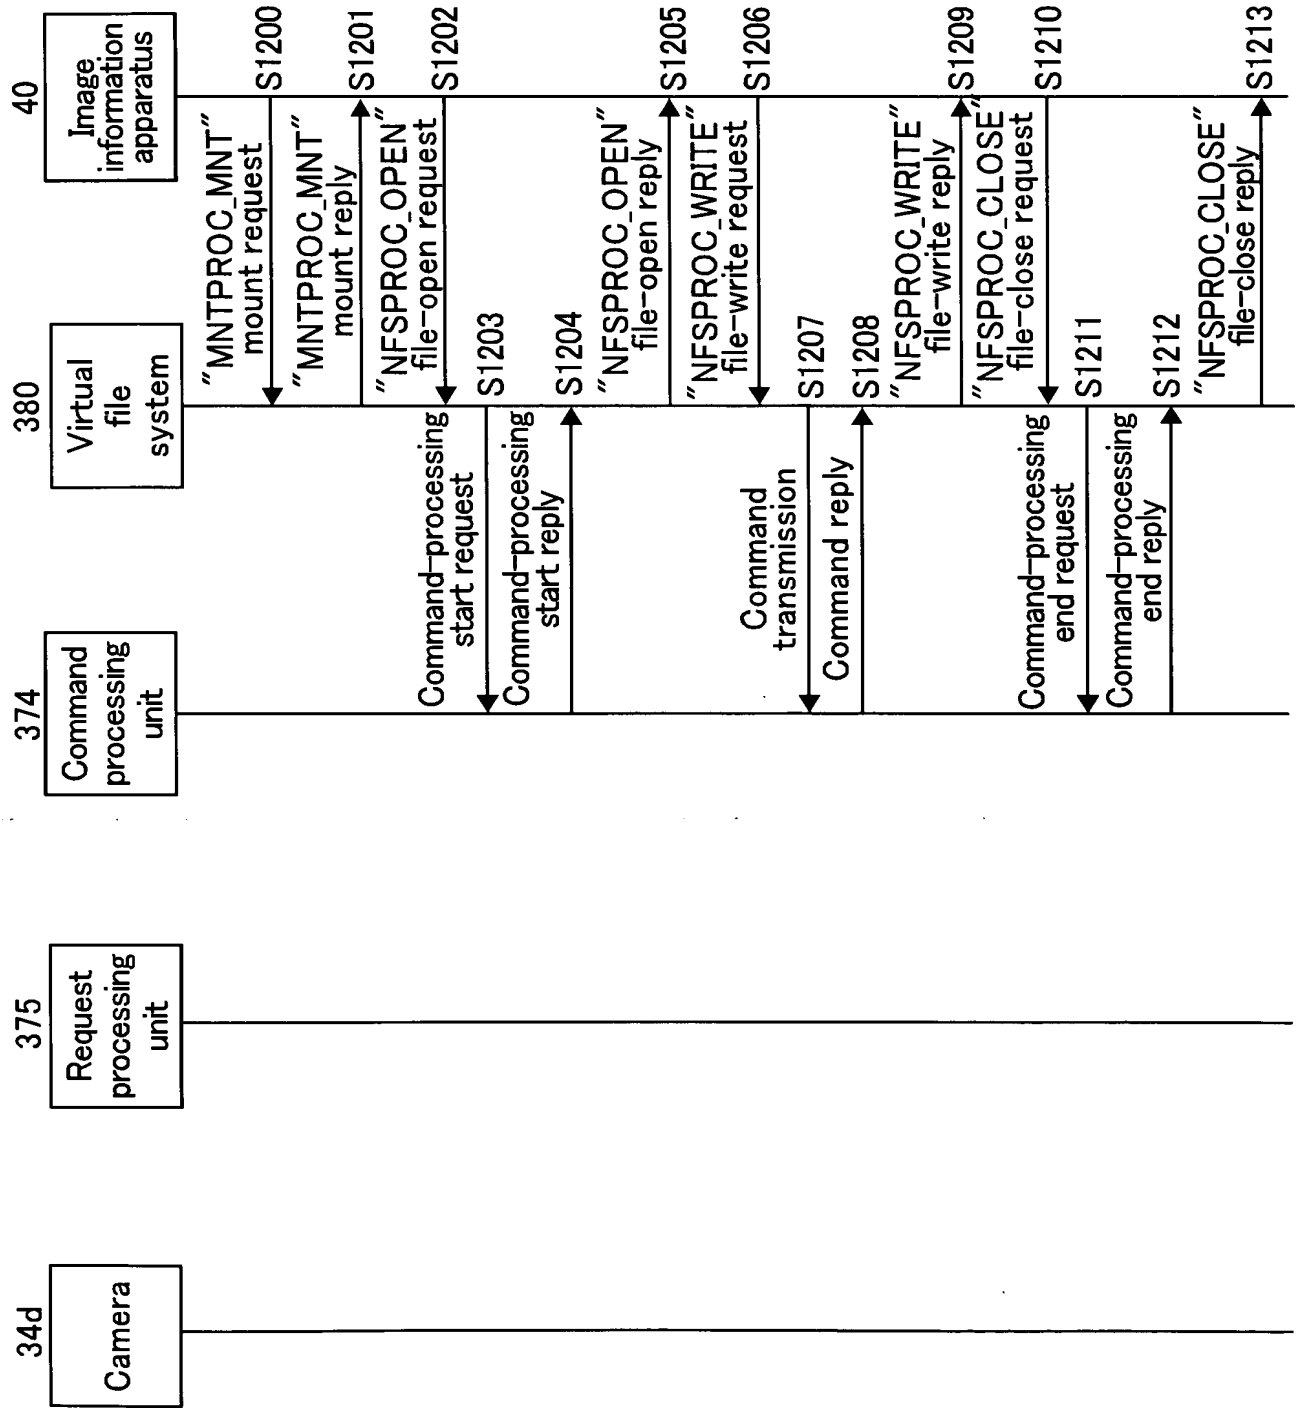 34d
Camera
375
Request
processing
unit
374
Command
processing
unit
380
Virtual
file
system
40
Image
information
apparatus
"MNTPROC_MNT"
mount request
S1200
"MNTPROC_MNT"
mount reply
S1201
"NFSPROC_OPEN"
file-open request
S1202
Command-processing
start request
S1203
Command-processing
start reply
S1204
"NFSPROC_OPEN"
file-open reply
S1205
"NFSPROC_WRITE"
file-write request
S1206
Command
transmission
S1207
Command reply
S1208
"NFSPROC_WRITE"
file-write reply
S1209
"NFSPROC_CLOSE"
file-close request
S1210
Command-processing
end request
S1211
Command-processing
end reply
S1212
"NFSPROC_CLOSE"
file-close reply
S1213